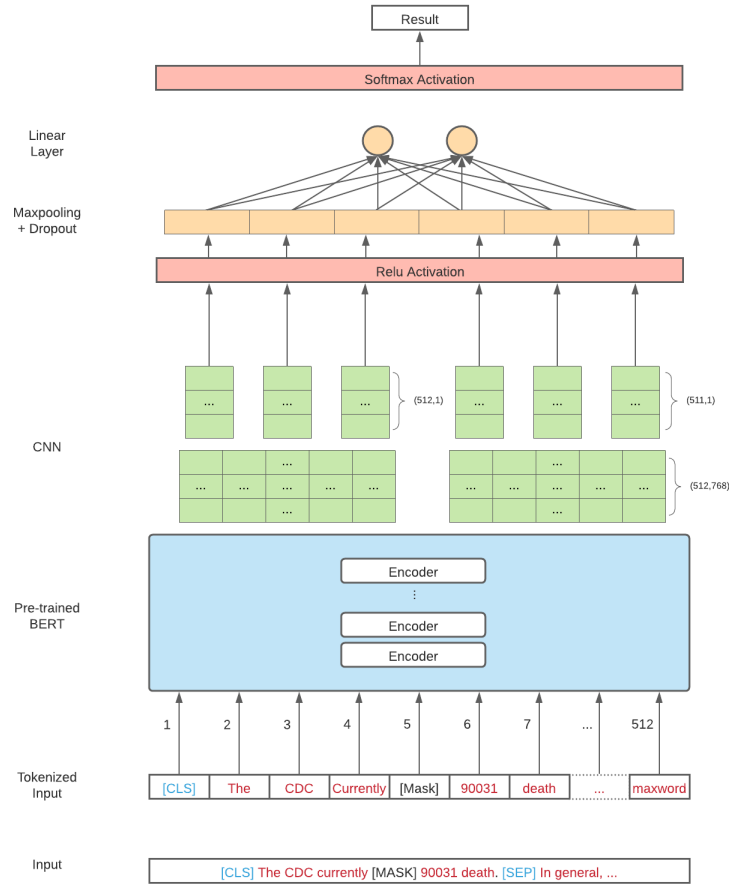 Result
Softmax Activation
Linear
Layer
Maxpooling
+ Dropout
Relu Activation
... ... ... (512,1) ... ... ... (511,1)
CNN
... ...
... ... ... ... ... ... ... ... ... ... (512,768)
... ...
Encoder
...
Pre-trained
BERT
Encoder
Encoder
1 2 3 4 5 6 7 ... 512
Tokenized
Input
[CLS] The CDC Currently [Mask] 90031 death ... maxword
Input
[CLS] The CDC currently [MASK] 90031 death. [SEP] In general, ...